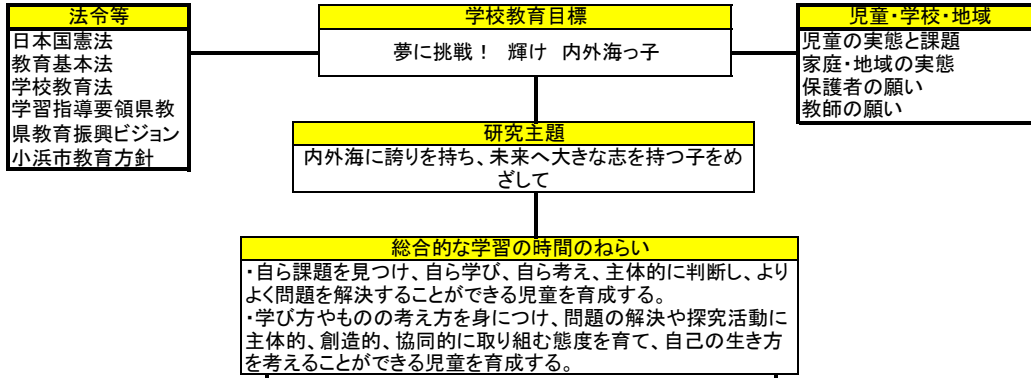 法令等
日本国憲法
教育基本法
学校教育法
学習指導要領県教
県教育振興ビジョン
小浜市教育方針
学校教育目標
夢に挑戦！ 輝け 内外海っ子
児童・学校・地域
児童の実態と課題
家庭・地域の実態
保護者の願い
教師の願い
研究主題
内外海に誇りを持ち、未来へ大きな志を持つ子をめ
ざして
総合的な学習の時間のねらい
・自ら課題を見つけ、自ら学び、自ら考え、主体的に判断し、より
よく問題を解決することができる児童を育成する。
・学び方やものの考え方を身につけ、問題の解決や探究活動に
主体的、創造的、協同的に取り組む態度を育て、自己の生き方
を考えることができる児童を育成する。